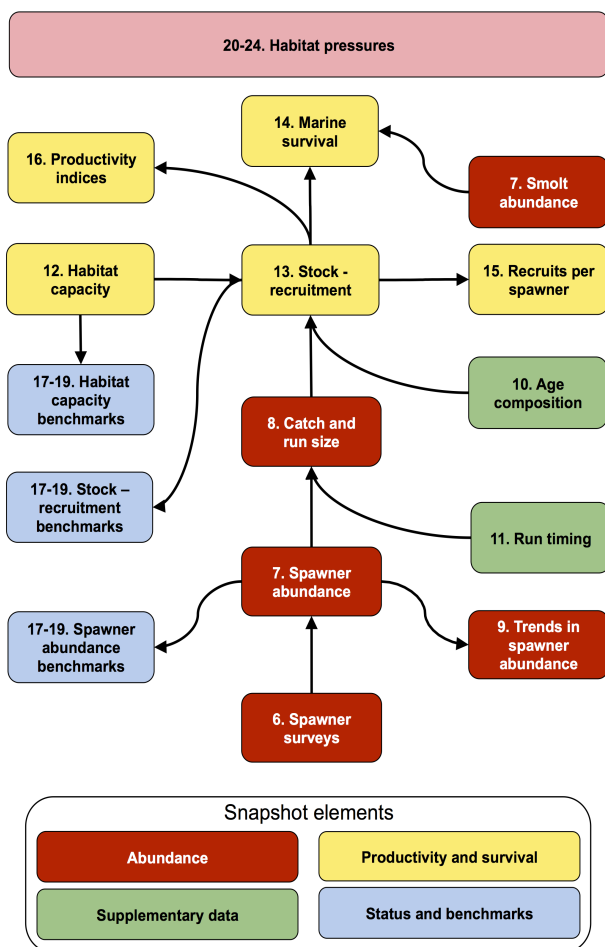 20-24. Habitat pressures
14. Marine
survival
16. Productivity
indices
7. Smolt
abundance
12. Habitat
capacity
13. Stock -
recruitment
15. Recruits per
spawner
17-19. Habitat
capacity
benchmarks
10. Age
composition
8. Catch and
run size
17-19. Stock –
recruitment
benchmarks
11. Run timing
7. Spawner
abundance
17-19. Spawner
abundance
benchmarks
9. Trends in
spawner
abundance
6. Spawner
surveys
Snapshot elements
Abundance
Productivity and survival
Supplementary data
Status and benchmarks